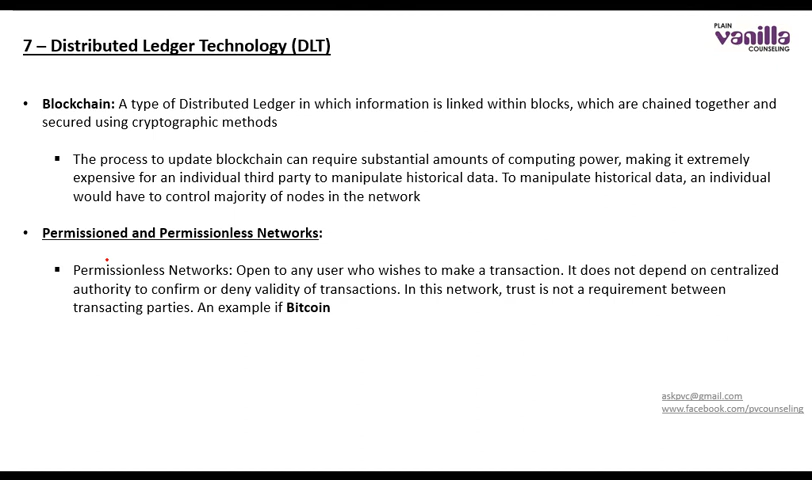 7 – Distributed Ledger Technology (DLT)
PLAIN
vanilla
COUNSELING
• Blockchain: A type of Distributed Ledger in which information is linked within blocks, which are chained together and
secured using cryptographic methods
▪ The process to update blockchain can require substantial amounts of computing power, making it extremely
expensive for an individual third party to manipulate historical data. To manipulate historical data, an individual
would have to control majority of nodes in the network
• Permissioned and Permissionless Networks:
▪ Permissionless Networks: Open to any user who wishes to make a transaction. It does not depend on centralized
authority to confirm or deny validity of transactions. In this network, trust is not a requirement between
transacting parties. An example if Bitcoin
askpvc@gmail.com
www.facebook.com/pvcounseling